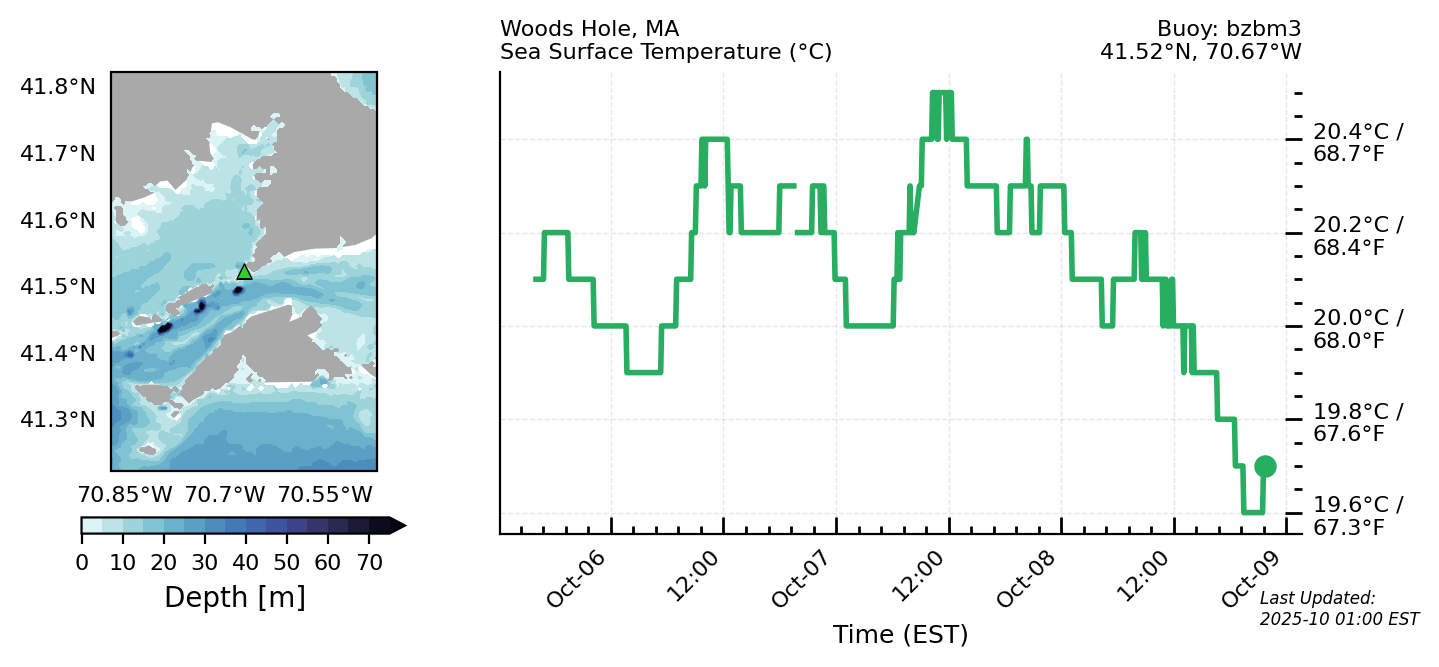 Woods Hole, MA
Sea Surface Temperature (°C)
Buoy: bzbm3
41.52°N, 70.67°W
41.8°N
41.7°N
41.6°N
41.5°N
41.4°N
41.3°N
70.85°W 70.7°W 70.55°W
0 10 20 30 40 50 60 70
Depth [m]
20.4°C /
68.7°F
20.2°C /
68.4°F
20.0°C /
68.0°F
19.8°C /
67.6°F
19.6°C /
67.3°F
Oct-06 12:00 Oct-07 12:00 Oct-08 12:00 Oct-09
Time (EST)
Last Updated:
2025-10 01:00 EST